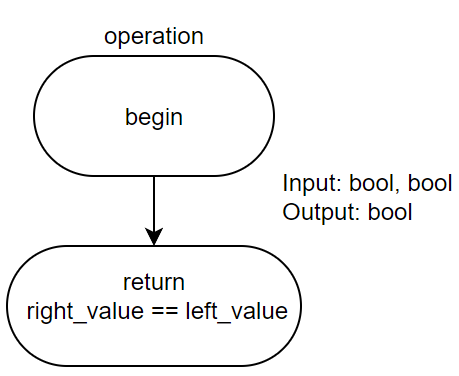 operation
begin
Input: bool, bool
Output: bool
return
right_value == left_value